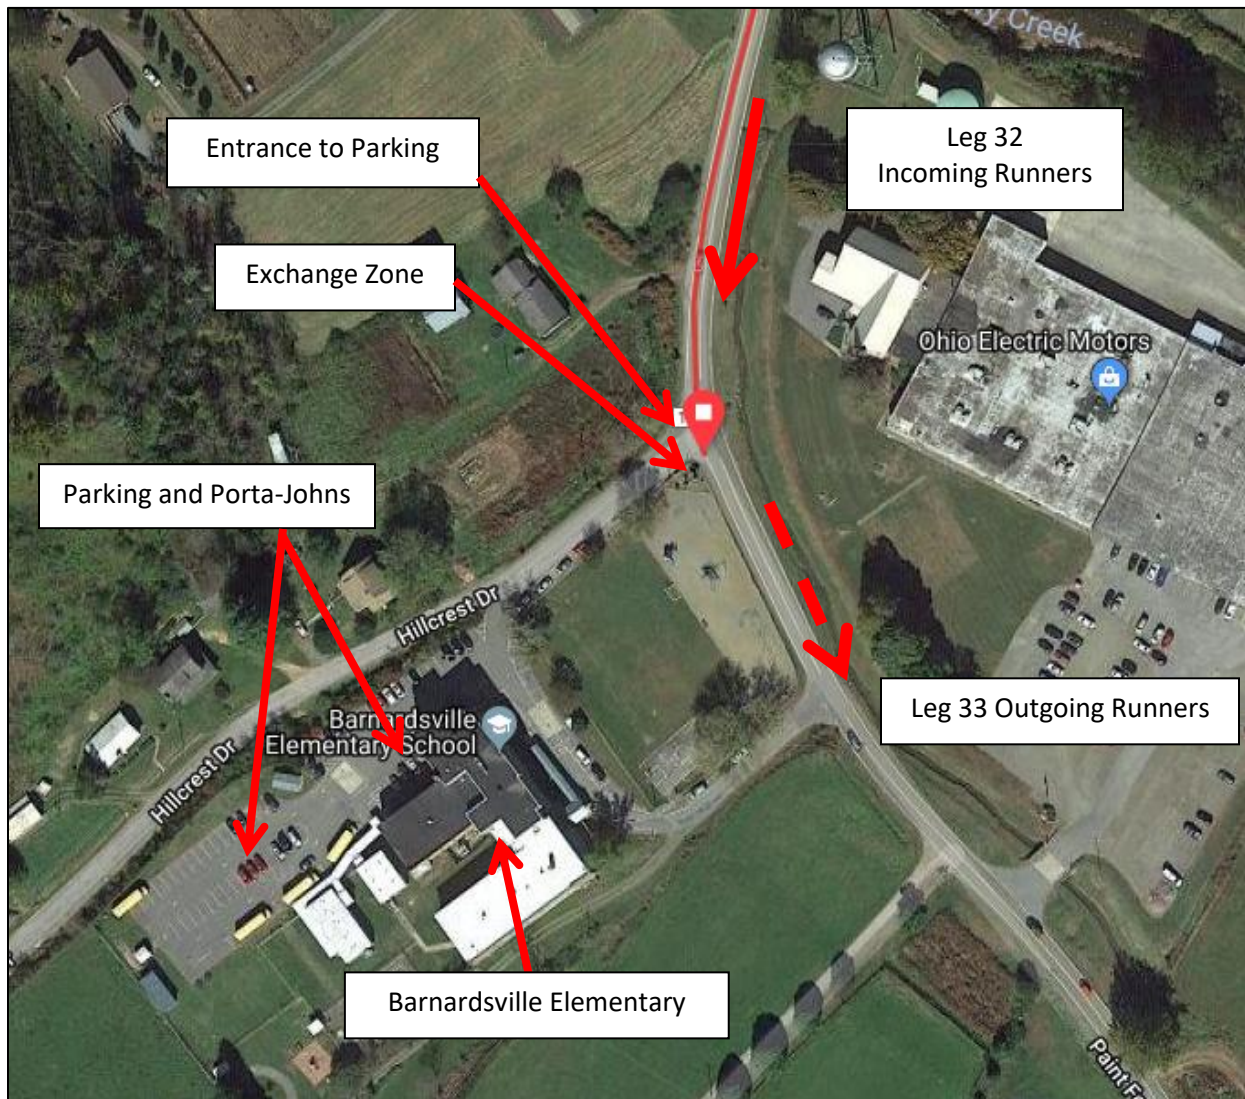 Creek
Entrance to Parking
Leg 32
Incoming Runners
Exchange Zone
Ohio Electric Motors
Parking and Porta-Johns
Hillcrest Dr
Leg 33 Outgoing Runners
Barnardsville
Elementary School
Hillcrest Dr
Barnardsville Elementary
Paint